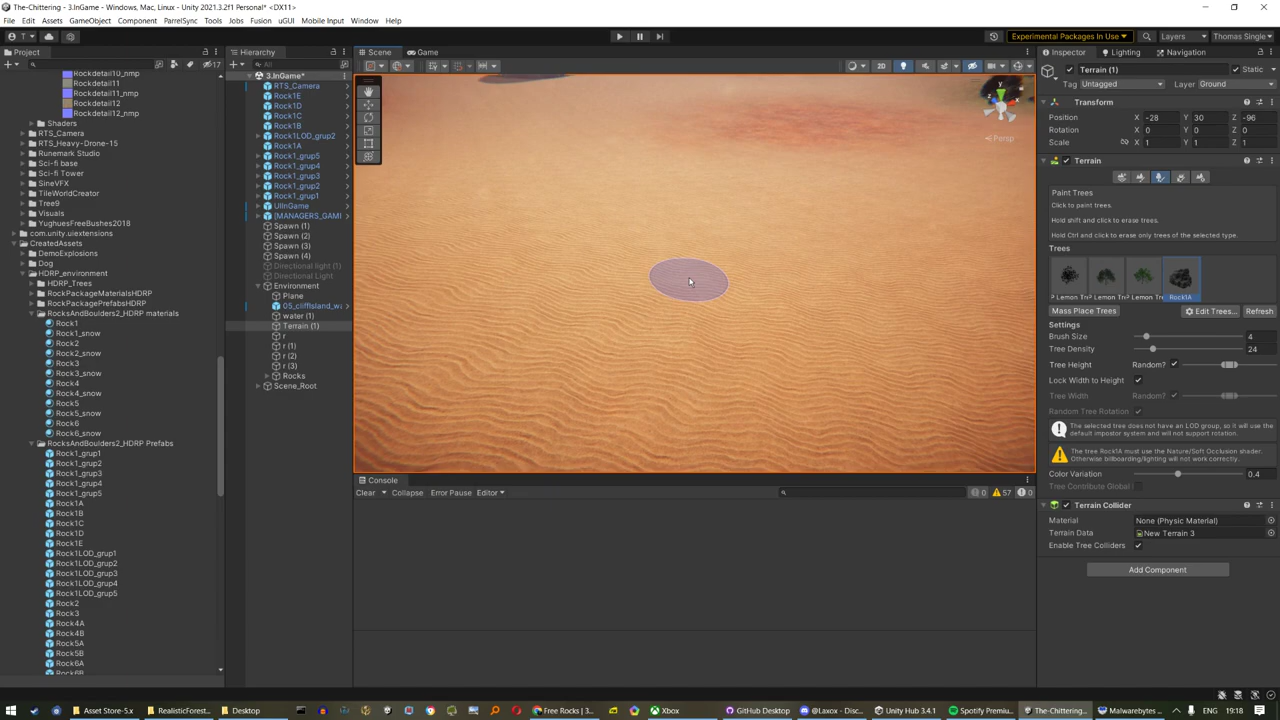 The-Chittering - 3.InGame - Windows, Mac, Linux - Unity 2021.3.2f1 Personal* <DX11>
File Edit Assets GameObject Component ParrelSync Tools Jobs Fusion uGUI Mobile Input Window Help
T
Experimental Packages In Use
Layers
Thomas Single
Project
17
Rockdetail10_nmp
Rockdetail11
Rockdetail11_nmp
Rockdetail12
Rockdetail12_nmp
Shaders
RTS_Camera
RTS_Heavy-Drone-15
Runemark Studio
Sci-fi base
Sci-fi Tower
SineVFX
TileWorldCreator
Tree9
Visuals
YughuesFreeBushes2018
com.unity.uiextensions
CreatedAssets
DemoExplosions
Dog
HDRP_environment
HDRP_Trees
RockPackageMaterialsHDRP
RockPackagePrefabsHDRP
RocksAndBoulders2_HDRP materials
Rock1
Rock1_snow
Rock2
Rock2_snow
Rock3
Rock3_snow
Rock4
Rock4_snow
Rock5
Rock5_snow
Rock6
Rock6_snow
RocksAndBoulders2_HDRP Prefabs
Rock1_grup1
Rock1_grup2
Rock1_grup3
Rock1_grup4
Rock1_grup5
Rock1A
Rock1B
Rock1C
Rock1D
Rock1E
Rock1LOD_grup1
Rock1LOD_grup2
Rock1LOD_grup3
Rock1LOD_grup4
Rock1LOD_grup5
Rock2
Rock3
Rock4A
Rock4B
Rock5A
Rock5B
Rock6A
Rock6B
Hierarchy
All
3.InGame*
RTS_Camera
Rock1E
Rock1D
Rock1C
Rock1B
Rock1LOD_grup2
Rock1A
Rock1_grup5
Rock1_grup4
Rock1_grup3
Rock1_grup2
Rock1_grup1
UIInGame
[MANAGERS_GAMI
Spawn (1)
Spawn (2)
Spawn (3)
Spawn (4)
Directional light (1)
Directional Light
Environment
Plane
05_cliffIsland_w
water (1)
Terrain (1)
r
r (1)
r (2)
r (3)
Rocks
Scene_Root
Scene Game
2D
y
x
z
Persp
Console
Clear Collapse Error Pause Editor
0 57 0
Inspector Lighting Navigation
Terrain (1) Static
Tag Untagged Layer Ground
Transform
Position X -28 Y 30 Z -96
Rotation X 0 Y 0 Z 0
Scale X 1 Y 1 Z 1
Terrain
Paint Trees
Click to paint trees.
Hold shift and click to erase trees.
Hold Ctrl and click to erase only trees of the selected type.
Trees
P Lemon Tr P Lemon Tr P Lemon Tr Rock1A
Mass Place Trees Edit Trees... Refresh
Settings
Brush Size 4
Tree Density 24
Tree Height Random?
Lock Width to Height
Tree Width Random?
Random Tree Rotation
The selected tree does not have an LOD group, so it will use the
default impostor system and will not support rotation.
The tree Rock1A must use the Nature/Soft Occlusion shader.
Otherwise billboarding/lighting will not work correctly.
Color Variation 0.4
Tree Contribute Global
Terrain Collider
Material None (Physic Material)
Terrain Data New Terrain 3
Enable Tree Colliders
Add Component
Asset Store-5.x RealisticForest Desktop Free Rocks | 3 Xbox GitHub Desktop @Laxox - Disc... Unity Hub 3.4.1 Spotify Premiu... The-Chittering ... Malwarebytes ENG 19:18